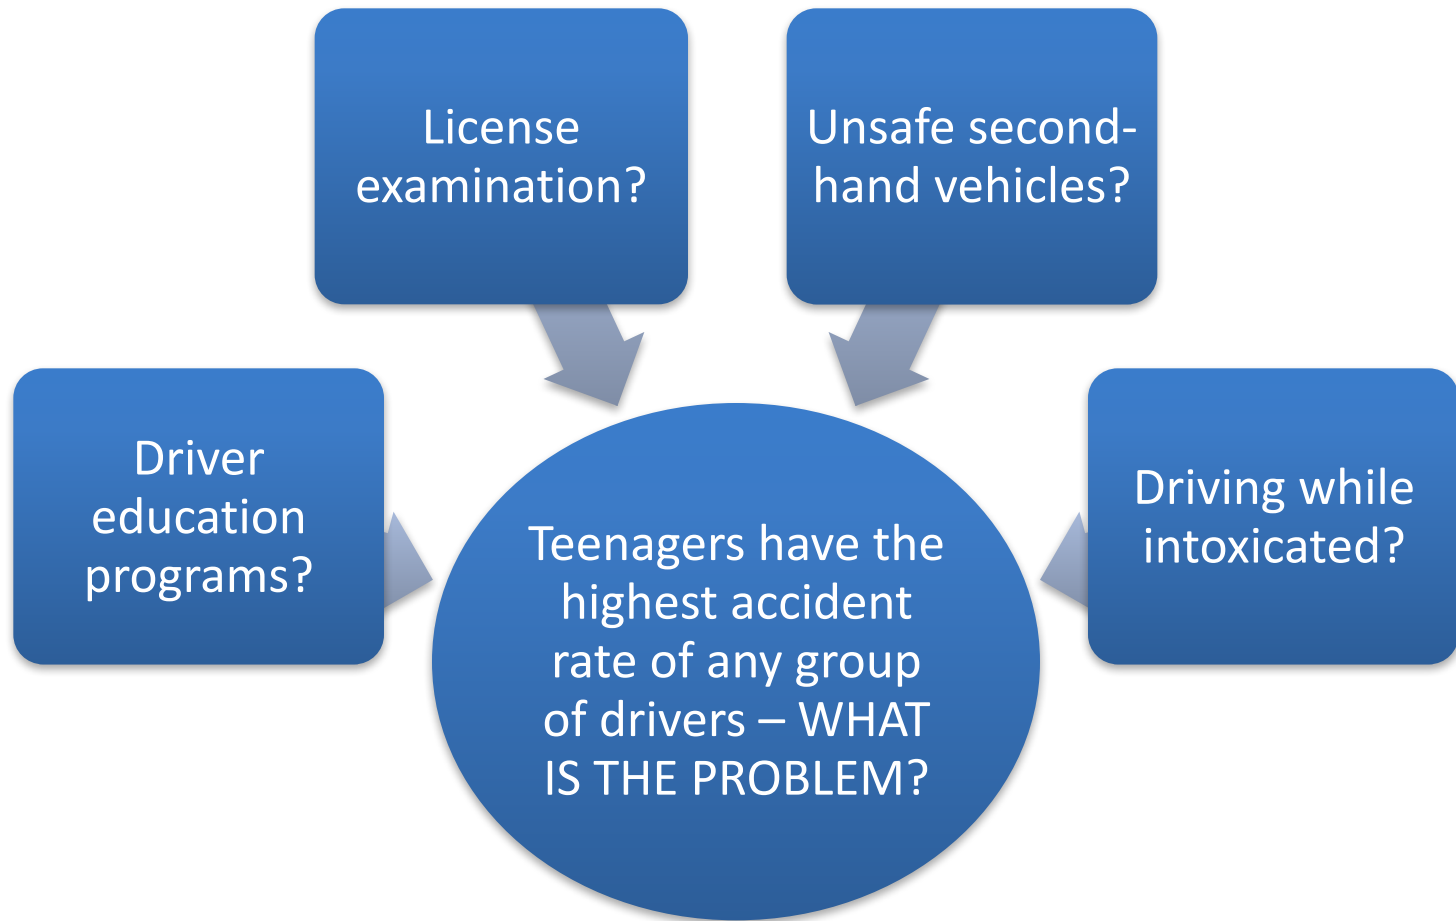 License
examination?
Unsafe second-
hand vehicles?
Driver
education
programs?
Driving while
intoxicated?
Teenagers have the
highest accident
rate of any group
of drivers – WHAT
IS THE PROBLEM?